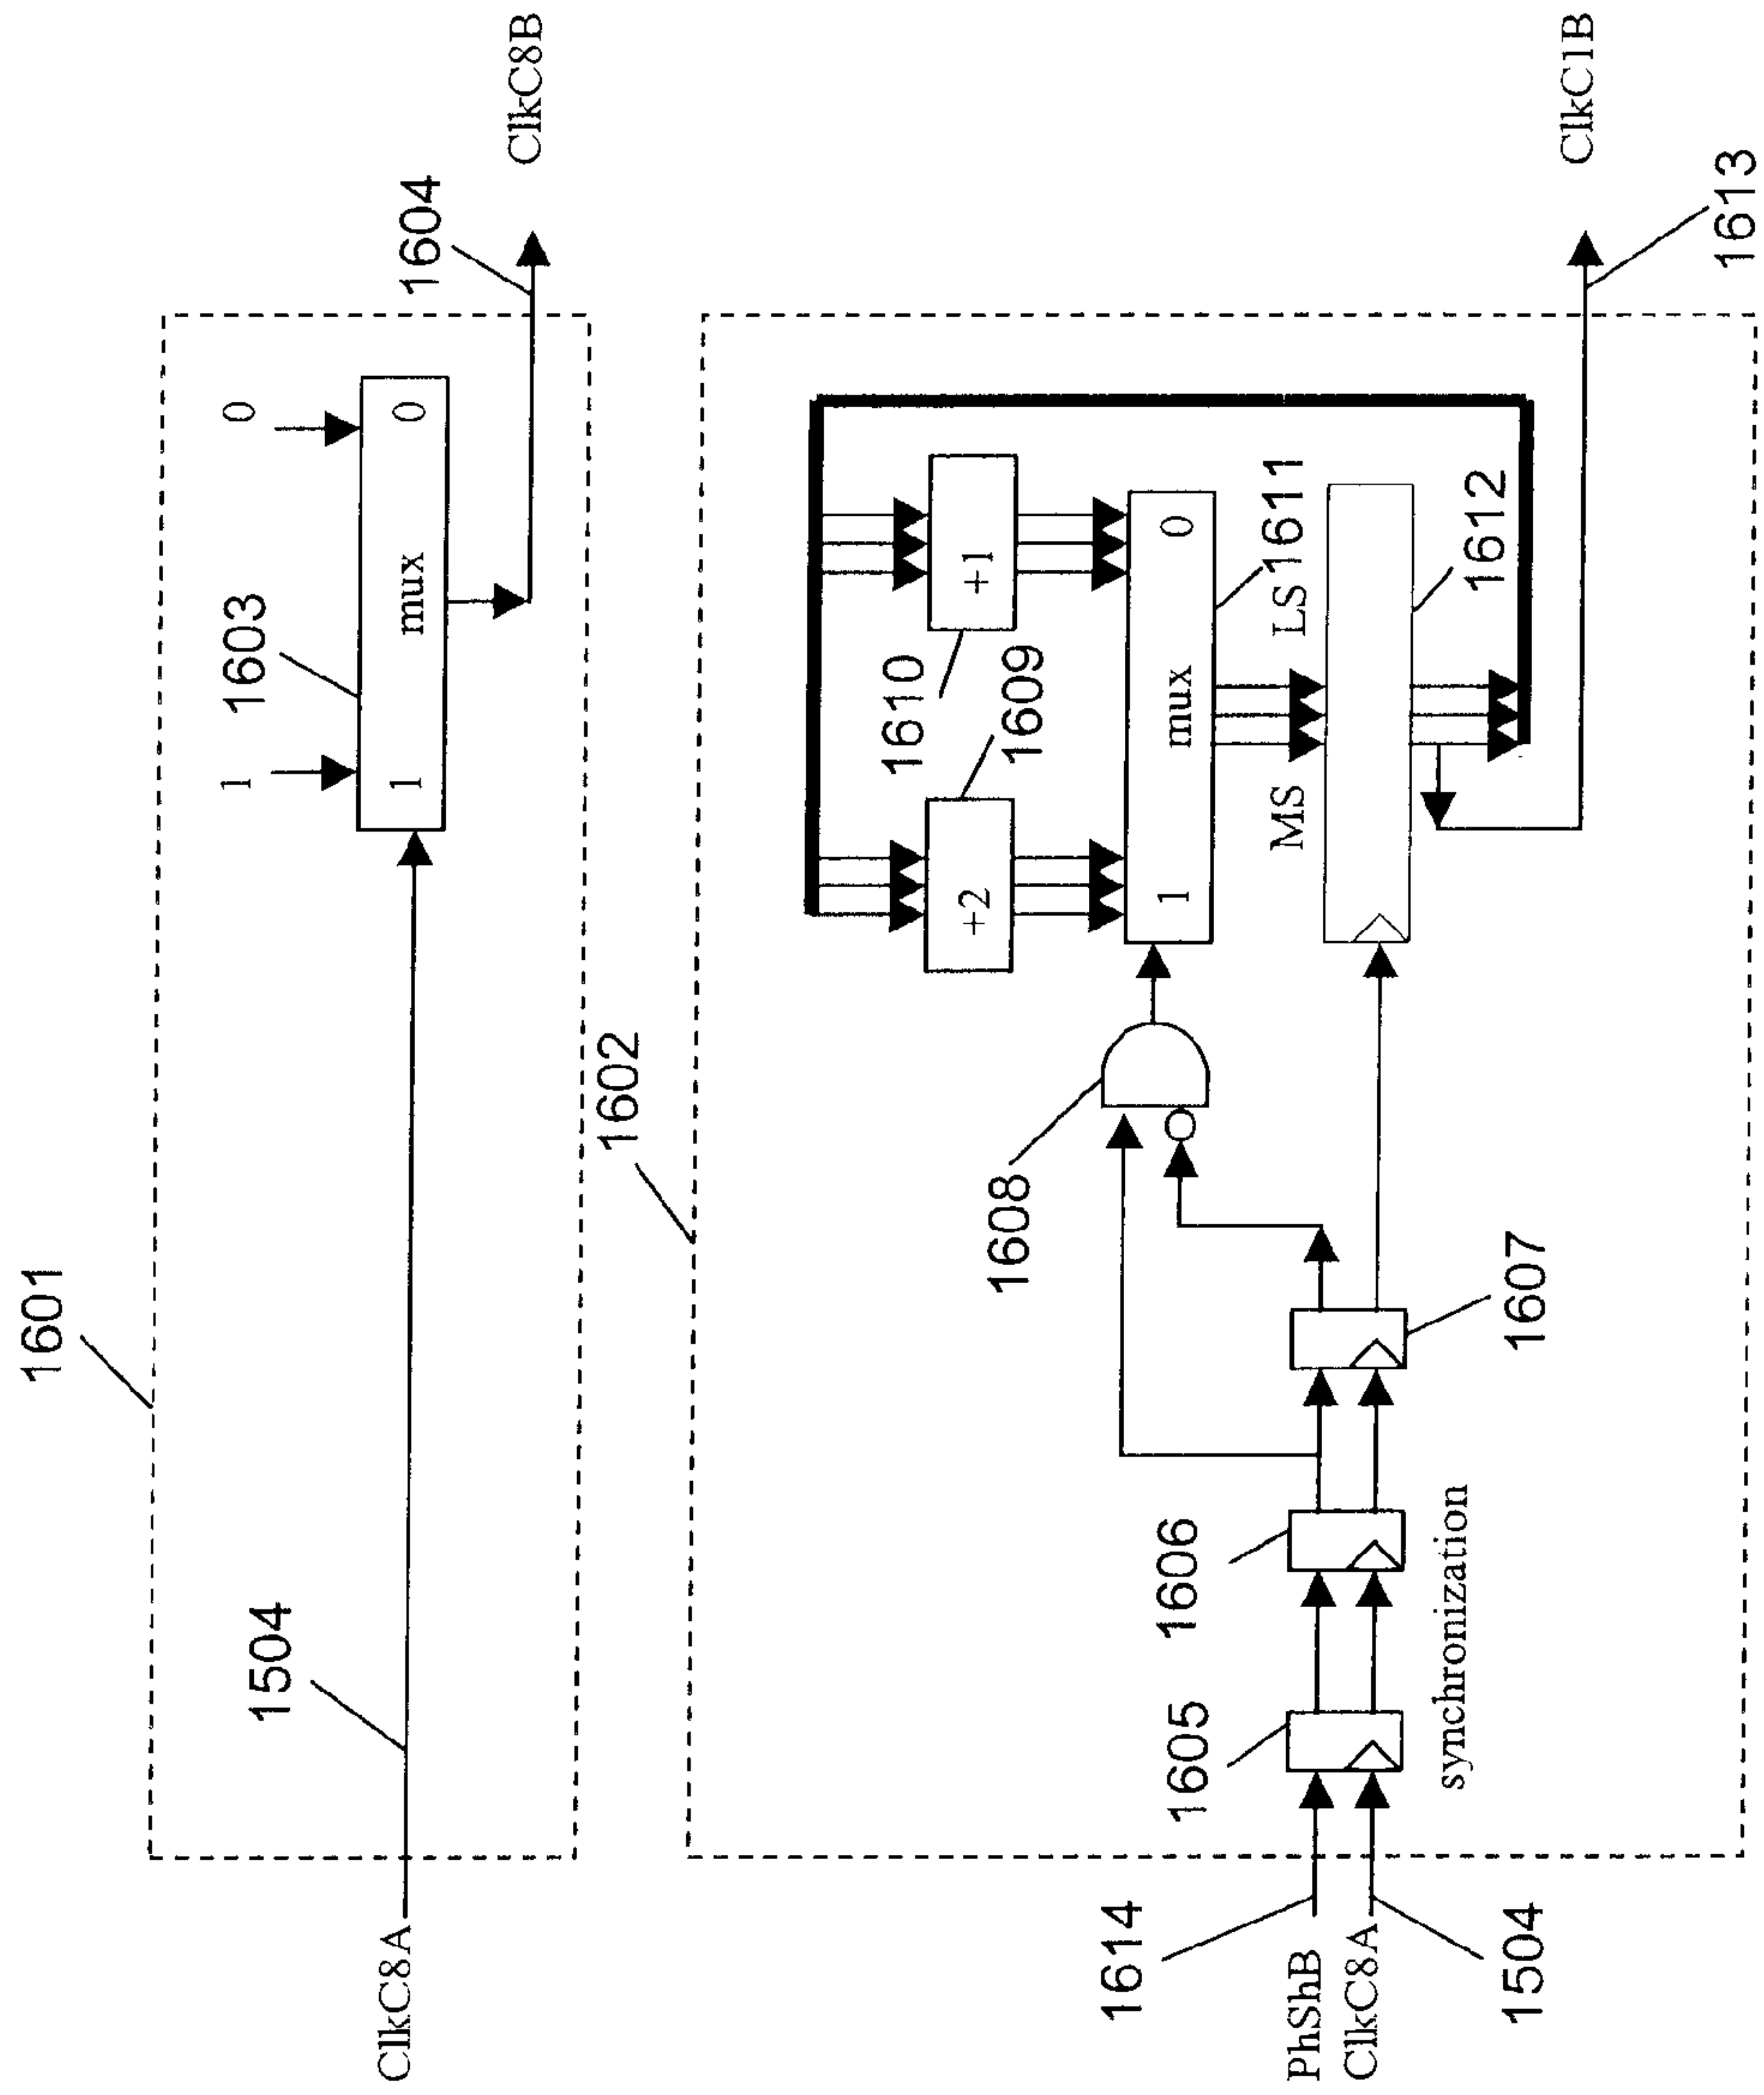 1601
ClkC8A
1504
1603
1
0
1 mux 0
1604
ClkC8B
1602
1614
PhShB
ClkC8A
1504
1605
1606
synchronization
1607
1608
+2
1609
+1
1610
1 mux 0
1611
MS LS
1612
ClkC1B
1613